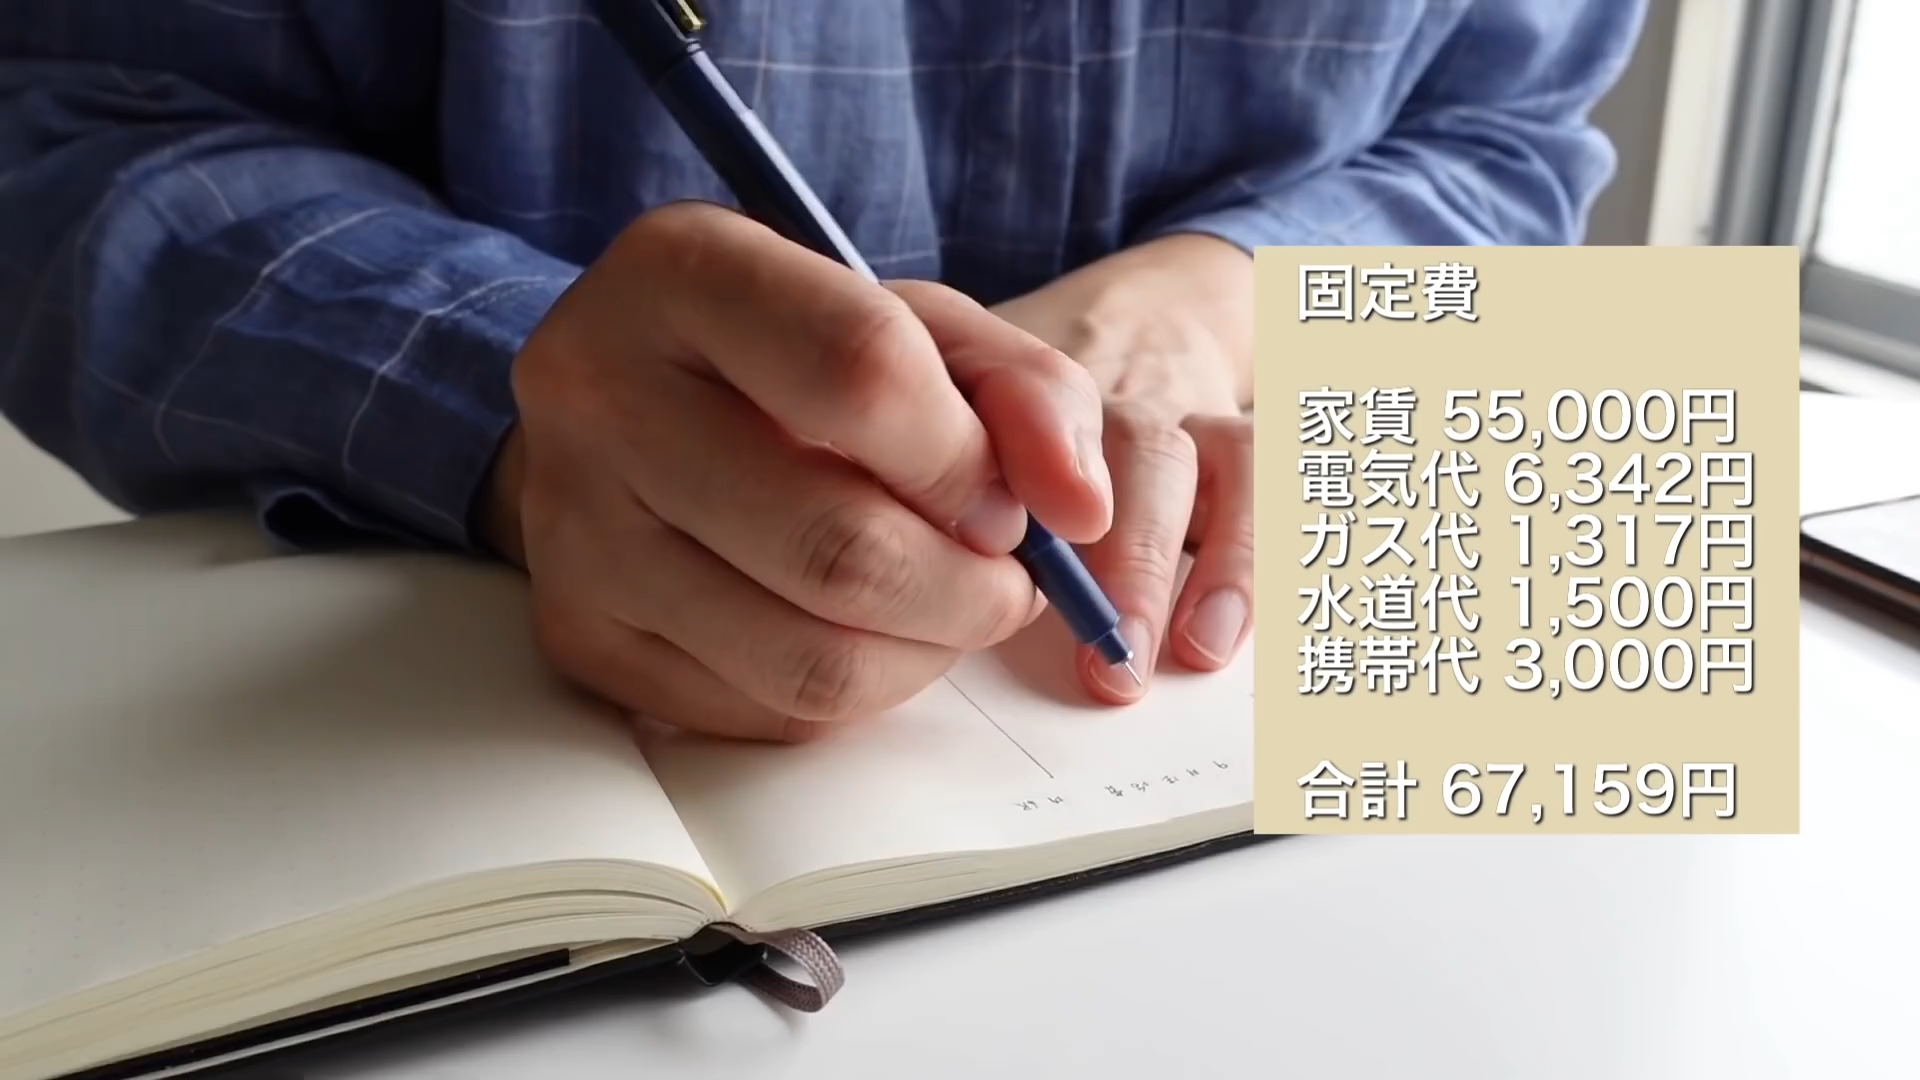 固定費
家賃 55,000円
電気代 6,342円
ガス代 1,317円
水道代 1,500円
携帯代 3,000円
合計 67,159円